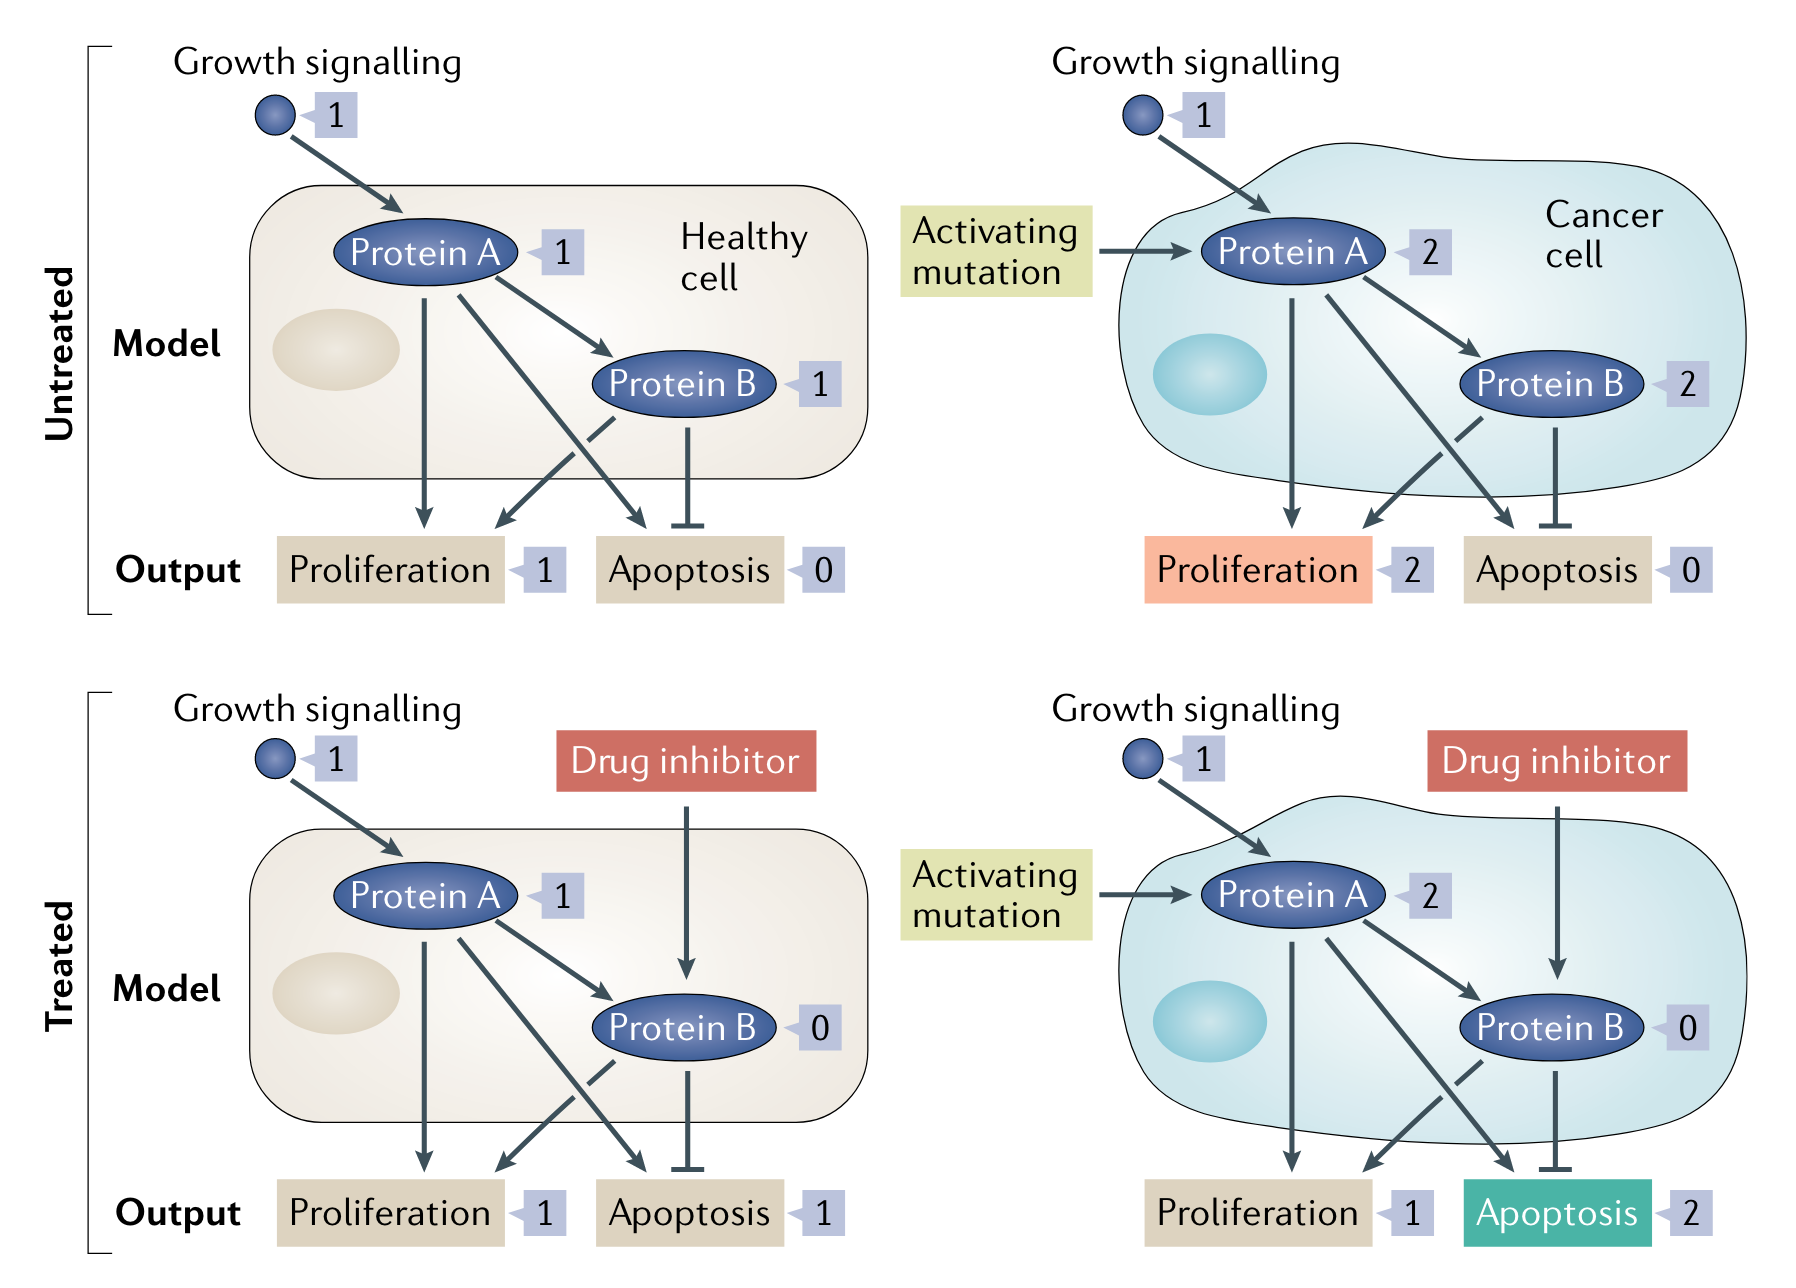 Untreated
Growth signalling
1
Protein A
1
Healthy
cell
Model
Protein B
1
Output
Proliferation
1
Apoptosis
0
Growth signalling
1
Activating
mutation
Protein A
2
Cancer
cell
Protein B
2
Proliferation
2
Apoptosis
0
Treated
Growth signalling
1
Drug inhibitor
Protein A
1
Model
Protein B
0
Output
Proliferation
1
Apoptosis
1
Growth signalling
1
Drug inhibitor
Activating
mutation
Protein A
2
Protein B
0
Proliferation
1
Apoptosis
2